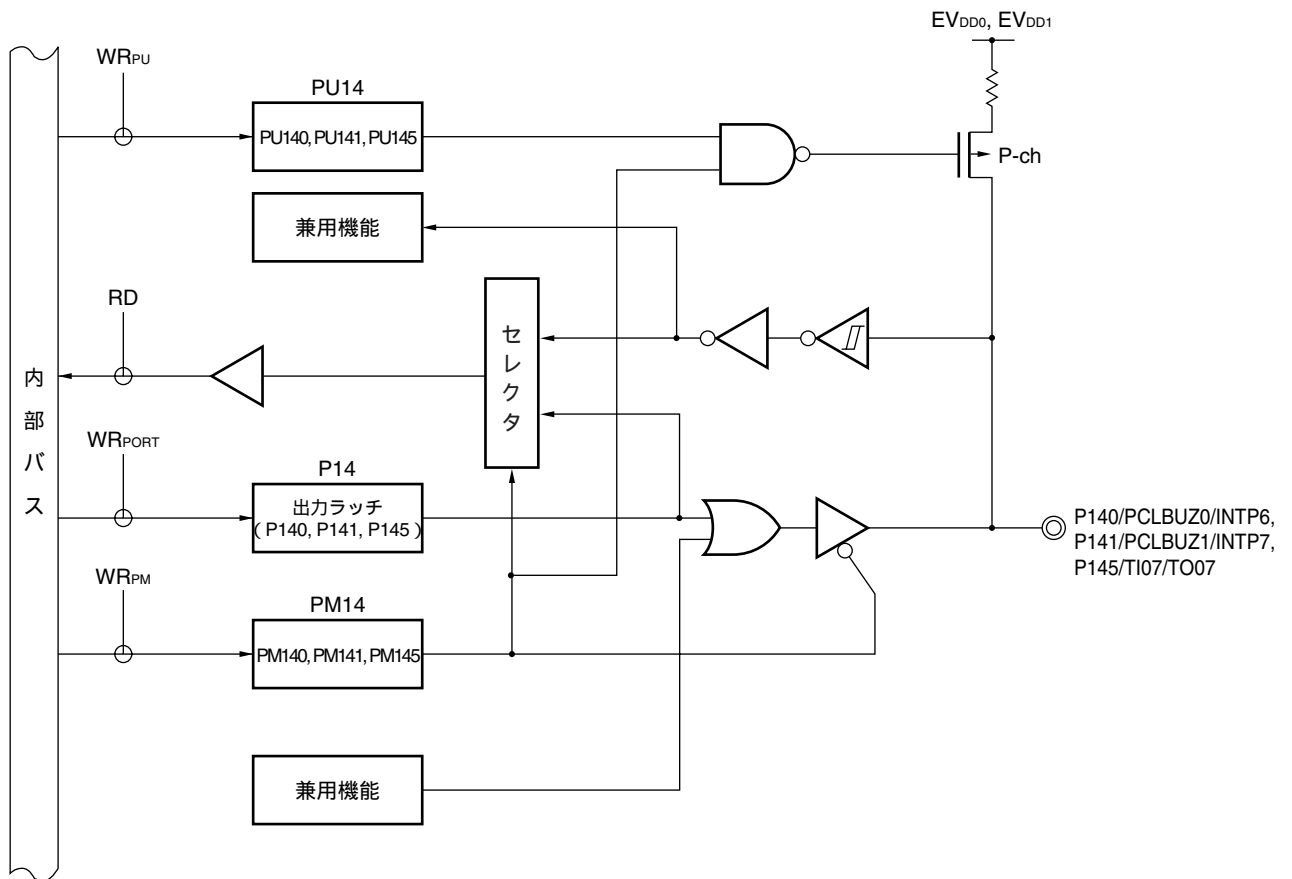 EVDD0, EVDD1
WRPU
PU14
PU140, PU141, PU145
P-ch
兼用機能
RD
セレクタ
内部バス
WRPORT
P14
出力ラッチ
( P140, P141, P145 )
P140/PCLBUZ0/INTP6,
P141/PCLBUZ1/INTP7,
P145/TI07/TO07
WRPM
PM14
PM140, PM141, PM145
兼用機能